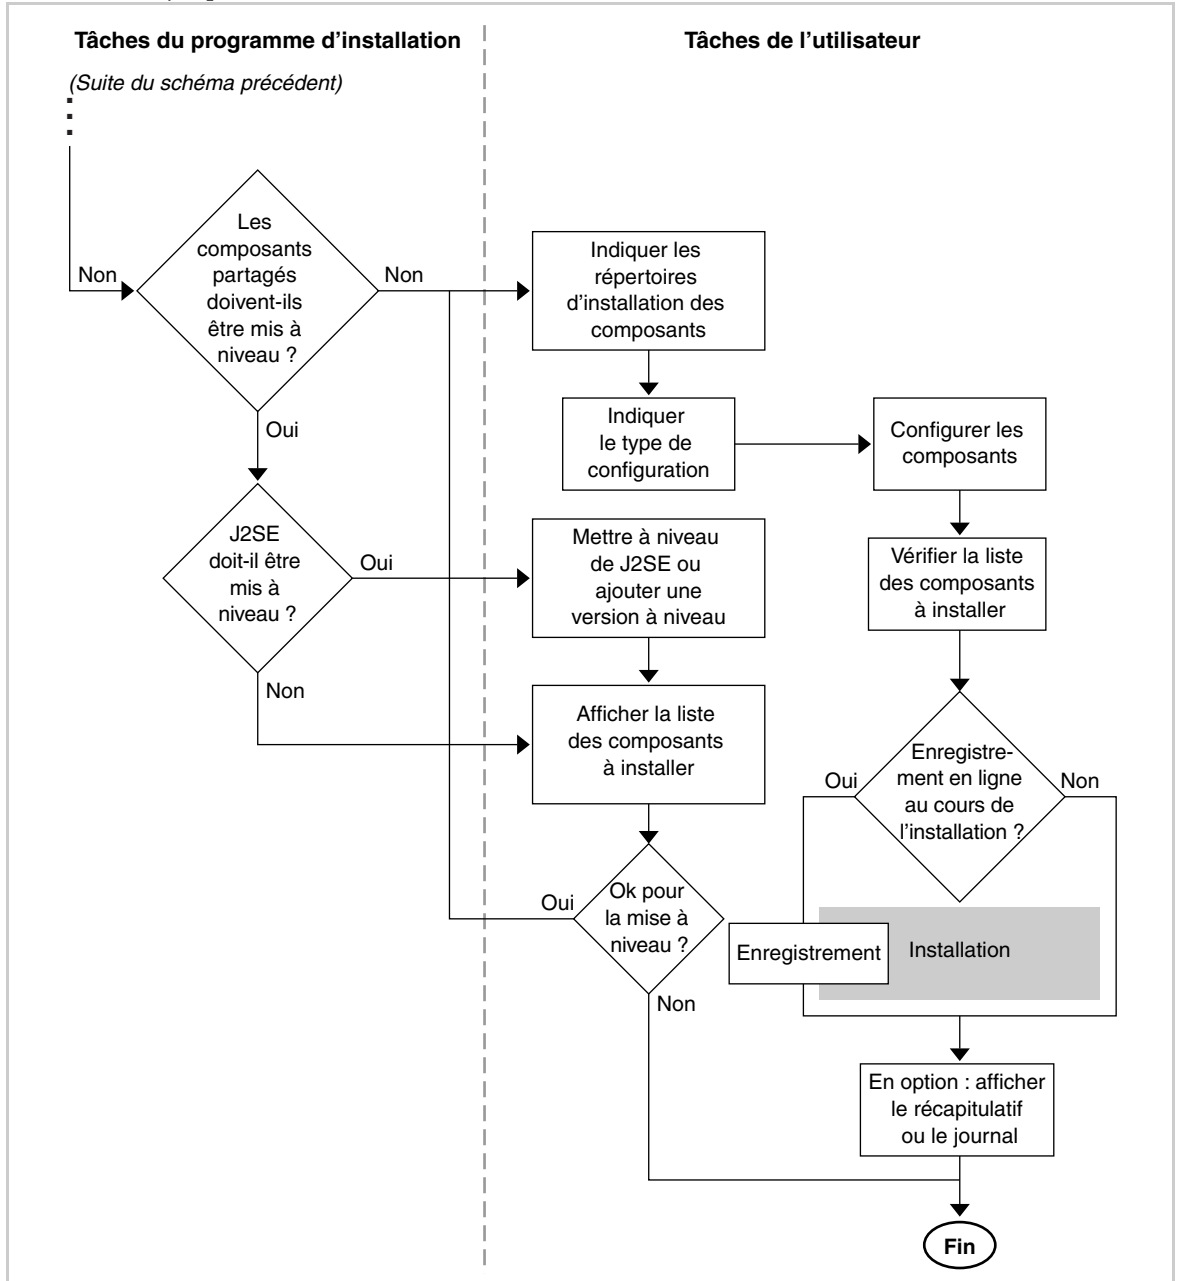 Tâches du programme d’installation
Tâches de l’utilisateur
(Suite du schéma précédent)
Non
Les
composants
partagés
doivent-ils
être mis à
niveau ?
Non
Oui
Indiquer les
répertoires
d’installation des
composants
Indiquer
le type de
configuration
Configurer les
composants
J2SE
doit-il être
mis à
niveau ?
Oui
Non
Mettre à niveau
de J2SE ou
ajouter une
version à niveau
Vérifier la liste
des composants
à installer
Afficher la liste
des composants
à installer
Enregistre-
ment en ligne
au cours de
l’installation ?
Oui
Non
Ok pour
la mise à
niveau ?
Oui
Non
Enregistrement
Installation
En option : afficher
le récapitulatif
ou le journal
Fin